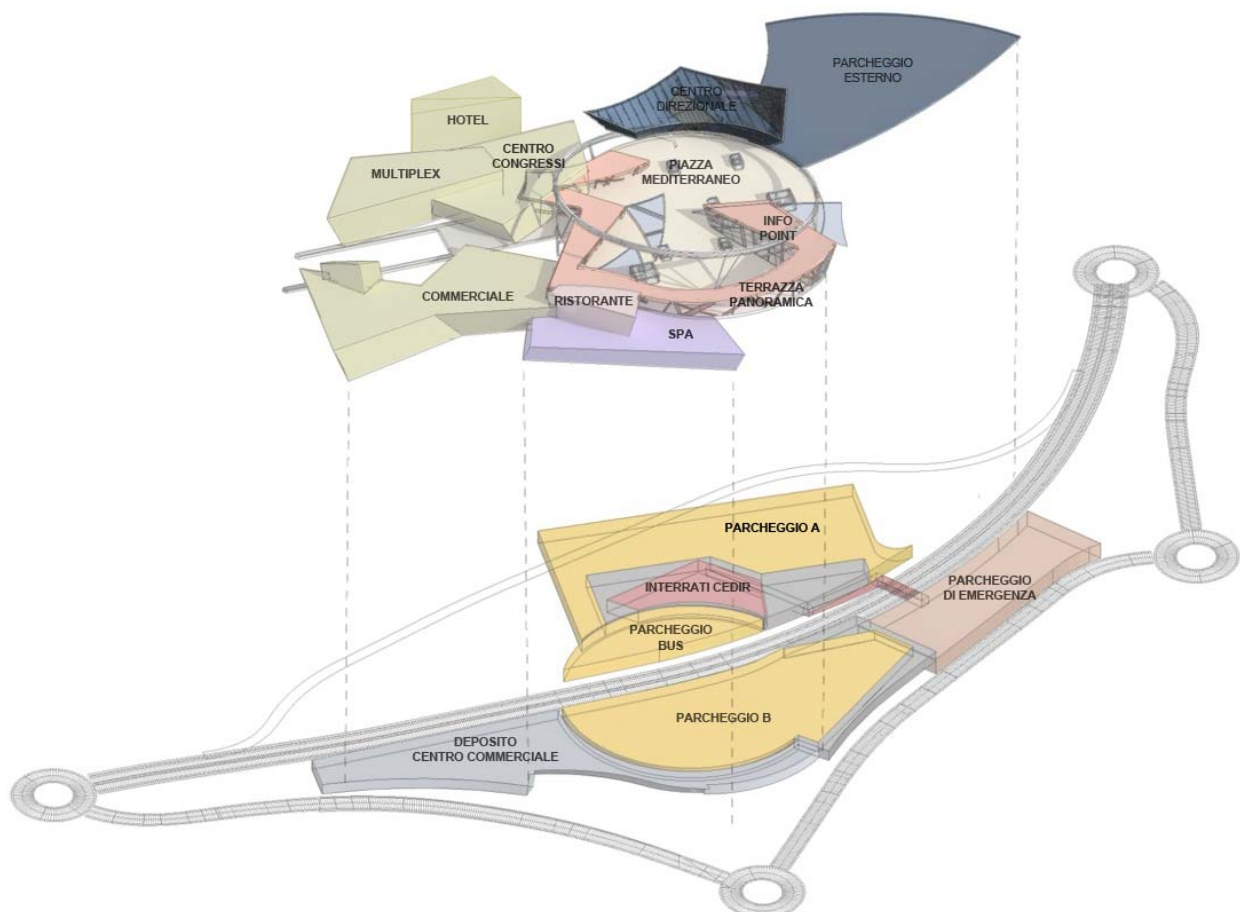 PARCHEGGIO
ESTERNO
CENTRO
DIREZIONALE
HOTEL
CENTRO
CONGRESSI
MULTIPLEX
PIAZZA
MEDITERRANEO
INFO
POINT
COMMERCIALE
RISTORANTE
TERRAZZA
PANORAMICA
SPA
PARCHEGGIO A
INTERRATI CEDIR
PARCHEGGIO
DI EMERGENZA
PARCHEGGIO
BUS
PARCHEGGIO B
DEPOSITO
CENTRO COMMERCIALE